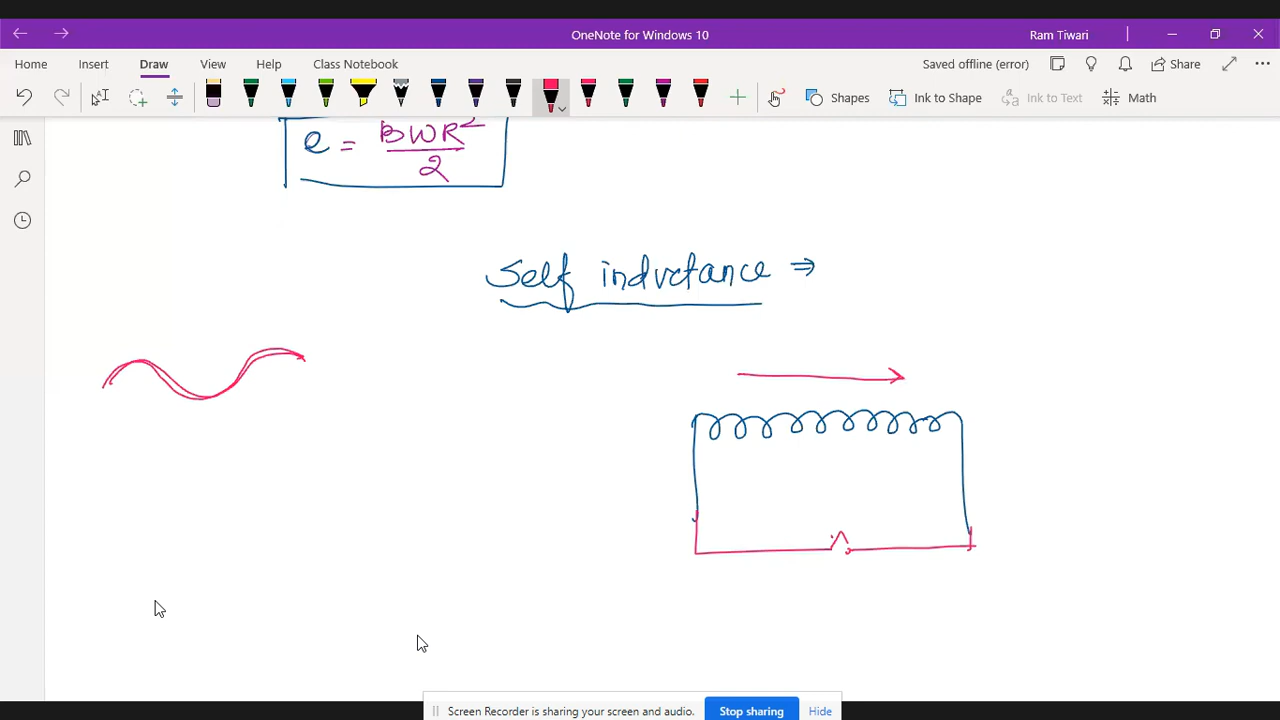 OneNote for Windows 10
Ram Tiwari
Home Insert Draw View Help Class Notebook
Saved offline (error)
Share
Shapes
Ink to Shape
Ink to Text
Math
e = BWR²
2
Self inductance ⇒
Screen Recorder is sharing your screen and audio.
Stop sharing
Hide